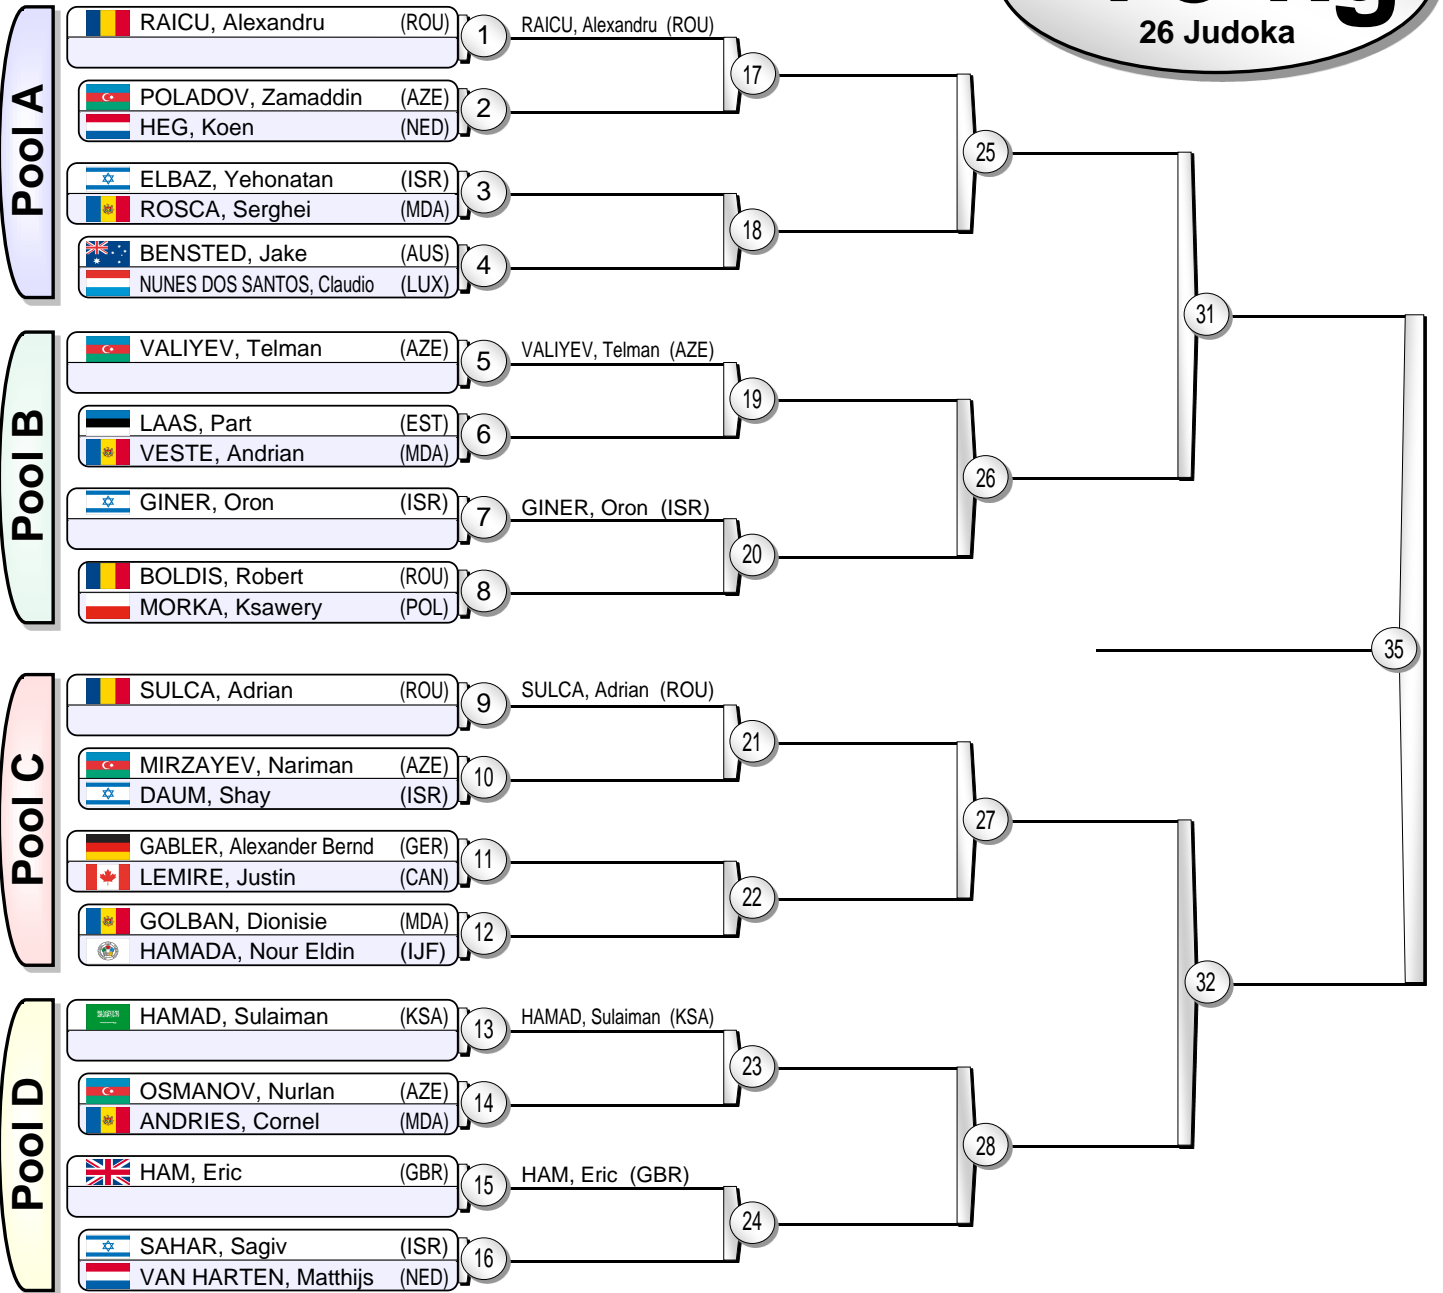 26 Judoka
Pool A
RAICU, Alexandru (ROU) 1 RAICU, Alexandru (ROU)
17
POLADOV, Zamaddin (AZE) 2
HEG, Koen (NED)
25
ELBAZ, Yehonatan (ISR) 3
ROSCA, Serghei (MDA)
18
BENSTED, Jake (AUS) 4
NUNES DOS SANTOS, Claudio (LUX)
31
Pool B
VALIYEV, Telman (AZE) 5 VALIYEV, Telman (AZE)
19
LAAS, Part (EST) 6
VESTE, Andrian (MDA)
26
GINER, Oron (ISR) 7 GINER, Oron (ISR)
20
BOLDIS, Robert (ROU) 8
MORKA, Ksawery (POL)
35
Pool C
SULCA, Adrian (ROU) 9 SULCA, Adrian (ROU)
21
MIRZAYEV, Nariman (AZE) 10
DAUM, Shay (ISR)
27
GABLER, Alexander Bernd (GER) 11
LEMIRE, Justin (CAN)
22
GOLBAN, Dionisie (MDA) 12
HAMADA, Nour Eldin (IJF)
32
Pool D
HAMAD, Sulaiman (KSA) 13 HAMAD, Sulaiman (KSA)
23
OSMANOV, Nurlan (AZE) 14
ANDRIES, Cornel (MDA)
28
HAM, Eric (GBR) 15 HAM, Eric (GBR)
24
SAHAR, Sagiv (ISR) 16
VAN HARTEN, Matthijs (NED)